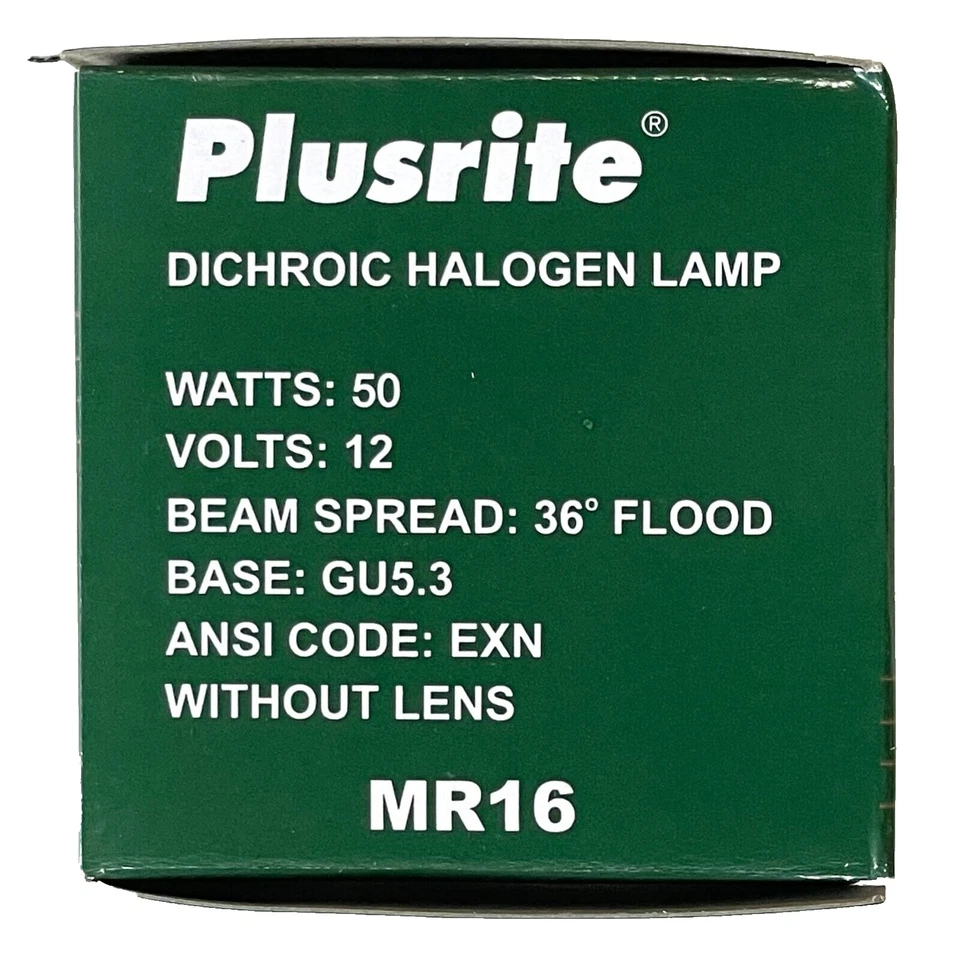 Plusrite®
DICHROIC HALOGEN LAMP
WATTS: 50
VOLTS: 12
BEAM SPREAD: 36° FLOOD
BASE: GU5.3
ANSI CODE: EXN
WITHOUT LENS
MR16